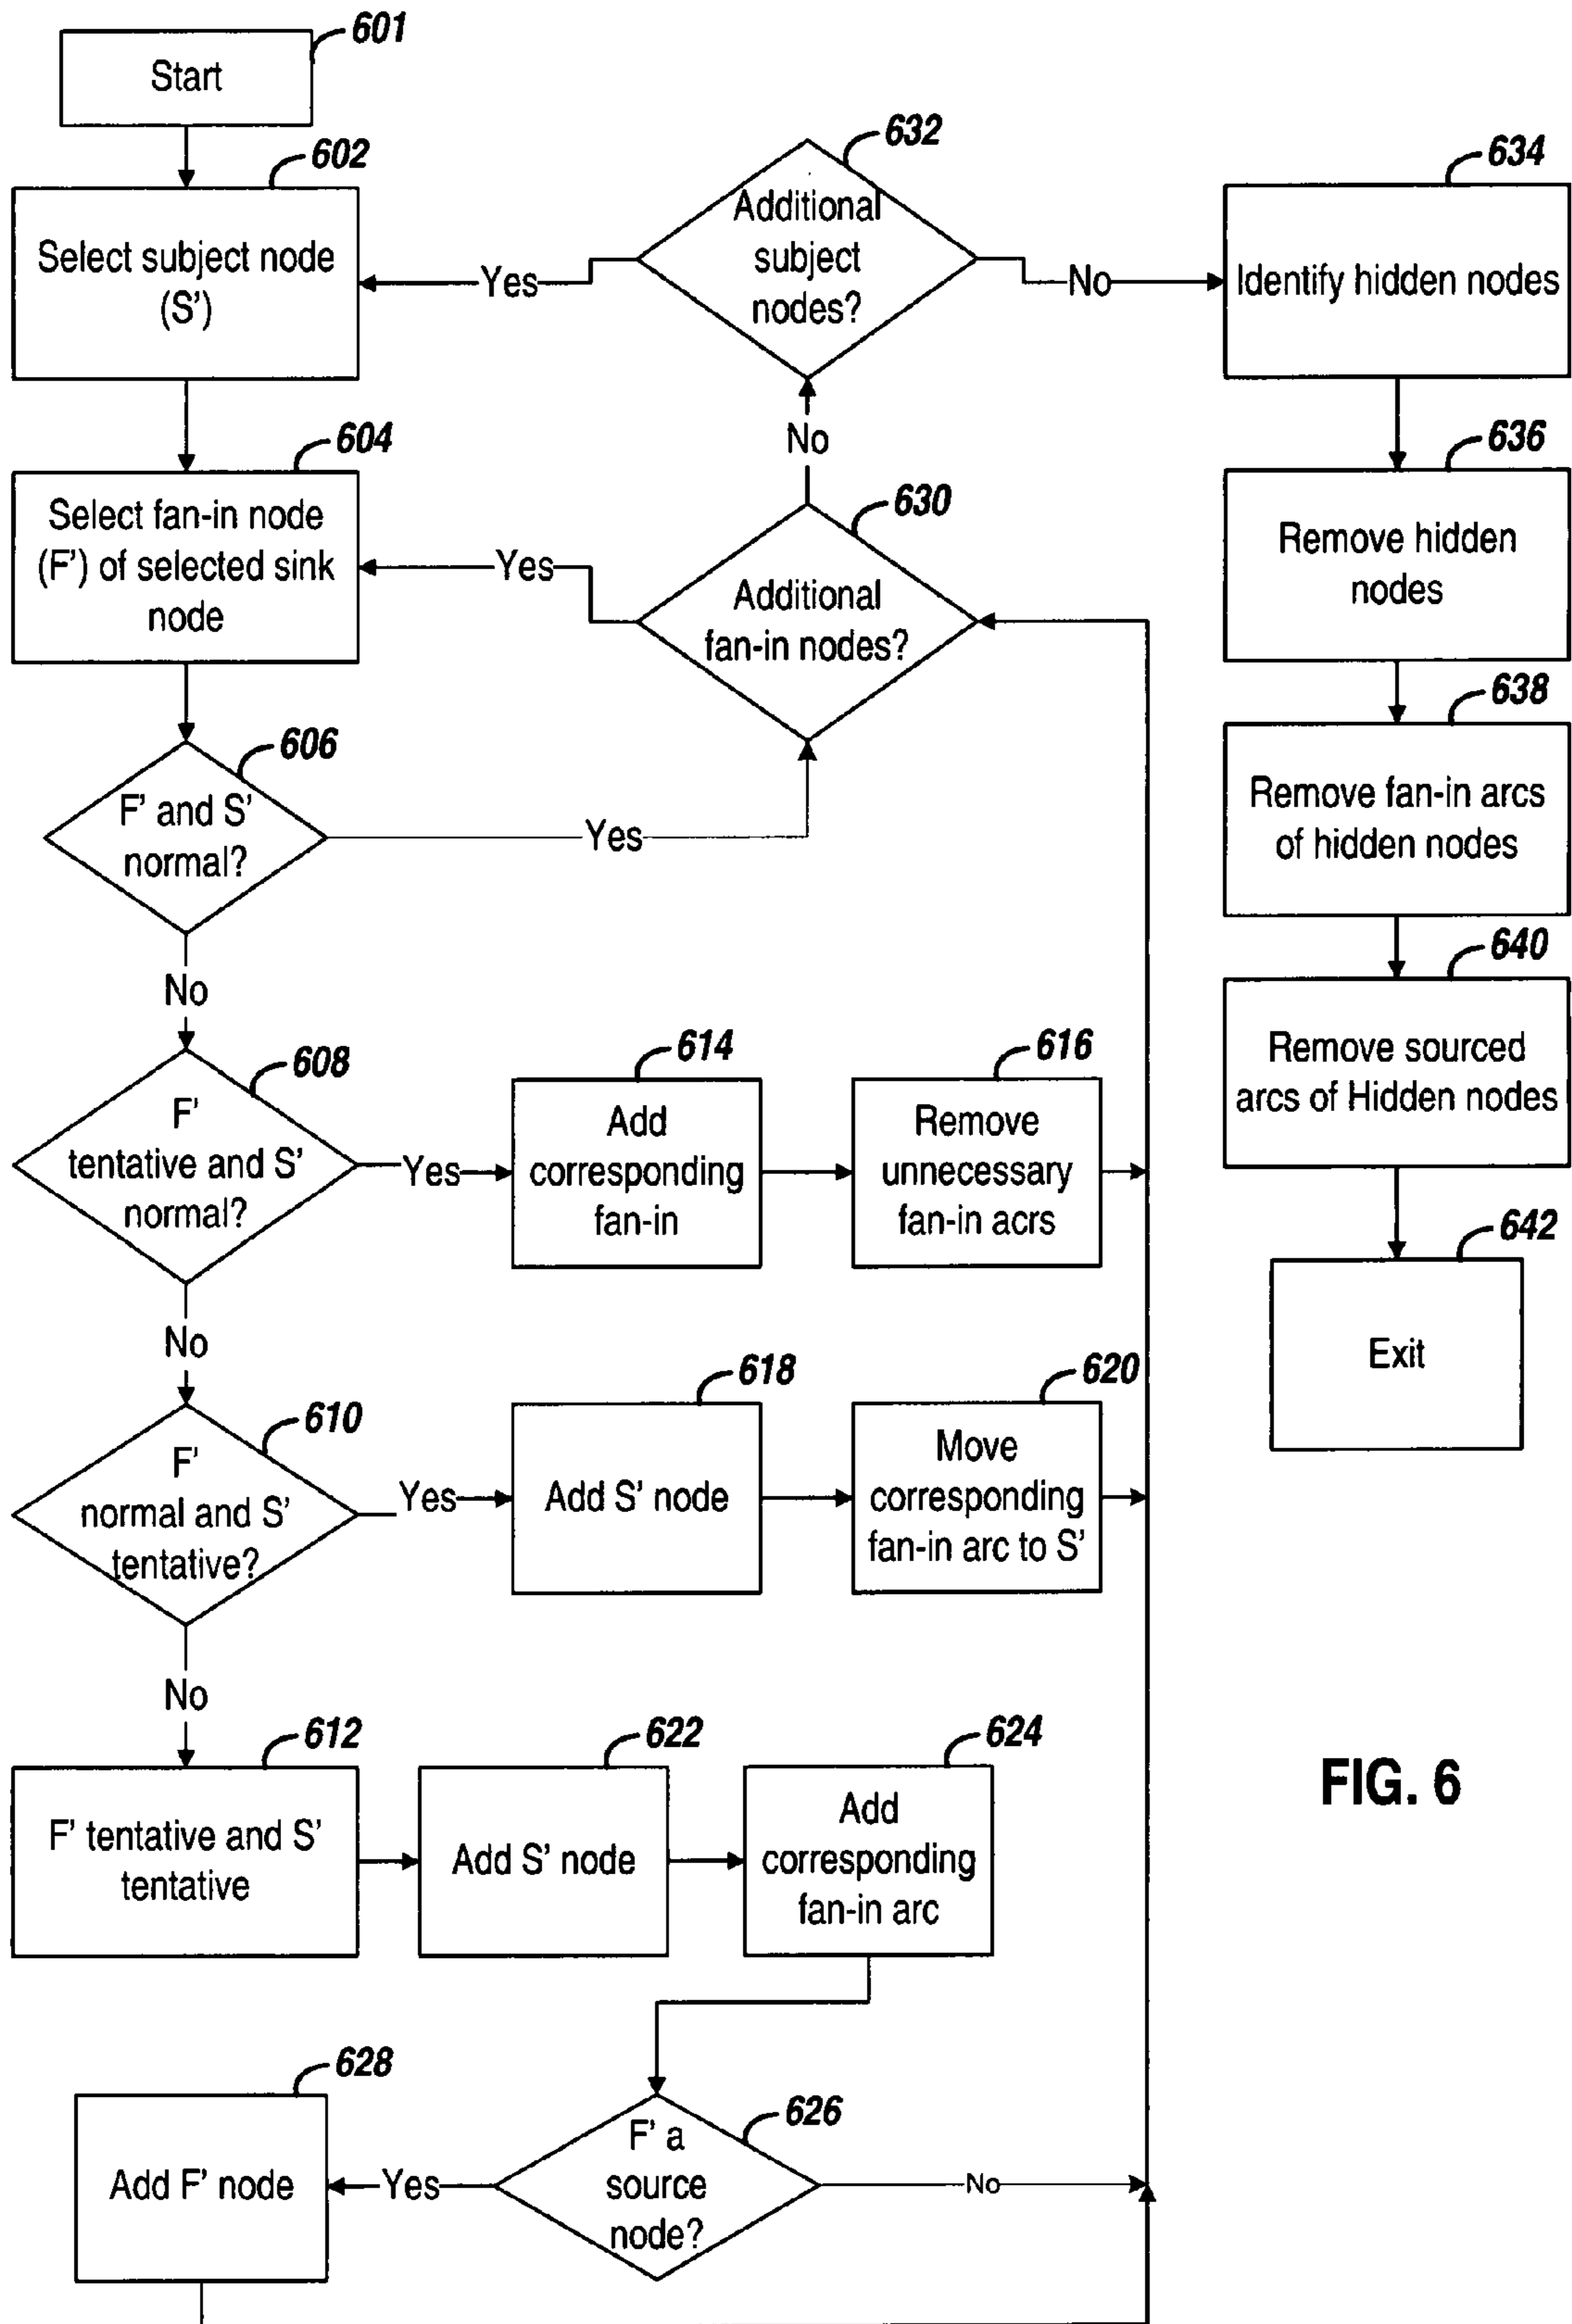 601
Start
602
Select subject node
(S')
632
Additional
subject
nodes?
Yes
No
634
Identify hidden nodes
604
Select fan-in node
(F') of selected sink
node
No
630
Additional
fan-in nodes?
Yes
636
Remove hidden
nodes
606
F' and S'
normal?
Yes
No
638
Remove fan-in arcs
of hidden nodes
640
Remove sourced
arcs of Hidden nodes
608
F'
tentative and S'
normal?
Yes
No
614
Add
corresponding
fan-in
616
Remove
unnecessary
fan-in acrs
642
Exit
610
F'
normal and S'
tentative?
Yes
No
618
Add S' node
620
Move
corresponding
fan-in arc to S'
612
F' tentative and S'
tentative
622
Add S' node
624
Add
corresponding
fan-in arc
FIG. 6
628
Add F' node
Yes
626
F' a
source
node?
No